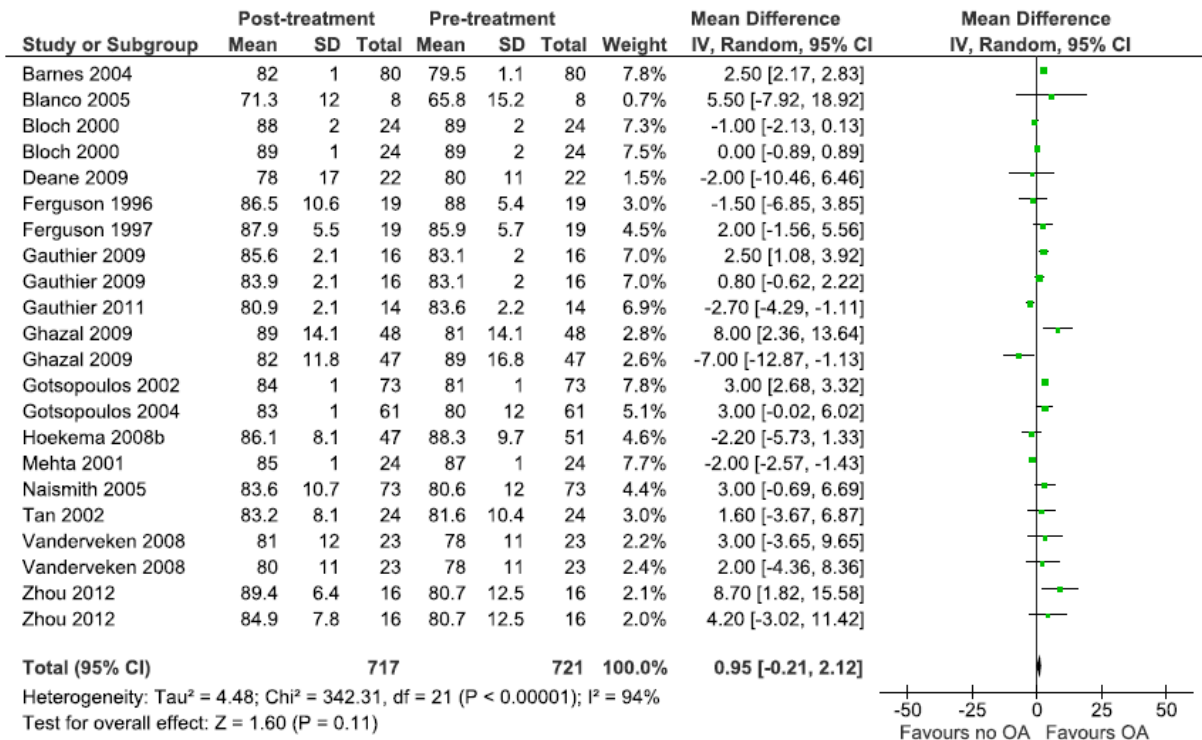 Post-treatment Pre-treatment Mean Difference Mean Difference
Study or Subgroup Mean SD Total Mean SD Total Weight IV, Random, 95% CI IV, Random, 95% CI
Barnes 2004 82 1 80 79.5 1.1 80 7.8% 2.50 [2.17, 2.83]
Blanco 2005 71.3 12 8 65.8 15.2 8 0.7% 5.50 [-7.92, 18.92]
Bloch 2000 88 2 24 89 2 24 7.3% -1.00 [-2.13, 0.13]
Bloch 2000 89 1 24 89 2 24 7.5% 0.00 [-0.89, 0.89]
Deane 2009 78 17 22 80 11 22 1.5% -2.00 [-10.46, 6.46]
Ferguson 1996 86.5 10.6 19 88 5.4 19 3.0% -1.50 [-6.85, 3.85]
Ferguson 1997 87.9 5.5 19 85.9 5.7 19 4.5% 2.00 [-1.56, 5.56]
Gauthier 2009 85.6 2.1 16 83.1 2 16 7.0% 2.50 [1.08, 3.92]
Gauthier 2009 83.9 2.1 16 83.1 2 16 7.0% 0.80 [-0.62, 2.22]
Gauthier 2011 80.9 2.1 14 83.6 2.2 14 6.9% -2.70 [-4.29, -1.11]
Ghazal 2009 89 14.1 48 81 14.1 48 2.8% 8.00 [2.36, 13.64]
Ghazal 2009 82 11.8 47 89 16.8 47 2.6% -7.00 [-12.87, -1.13]
Gotsopoulos 2002 84 1 73 81 1 73 7.8% 3.00 [2.68, 3.32]
Gotsopoulos 2004 83 1 61 80 12 61 5.1% 3.00 [-0.02, 6.02]
Hoekema 2008b 86.1 8.1 47 88.3 9.7 51 4.6% -2.20 [-5.73, 1.33]
Mehta 2001 85 1 24 87 1 24 7.7% -2.00 [-2.57, -1.43]
Naismith 2005 83.6 10.7 73 80.6 12 73 4.4% 3.00 [-0.69, 6.69]
Tan 2002 83.2 8.1 24 81.6 10.4 24 3.0% 1.60 [-3.67, 6.87]
Vanderveken 2008 81 12 23 78 11 23 2.2% 3.00 [-3.65, 9.65]
Vanderveken 2008 80 11 23 78 11 23 2.4% 2.00 [-4.36, 8.36]
Zhou 2012 89.4 6.4 16 80.7 12.5 16 2.1% 8.70 [1.82, 15.58]
Zhou 2012 84.9 7.8 16 80.7 12.5 16 2.0% 4.20 [-3.02, 11.42]
Total (95% CI) 717 721 100.0% 0.95 [-0.21, 2.12]
Heterogeneity: Tau² = 4.48; Chi² = 342.31, df = 21 (P < 0.00001); I² = 94%
Test for overall effect: Z = 1.60 (P = 0.11)
-50 -25 0 25 50
Favours no OA Favours OA